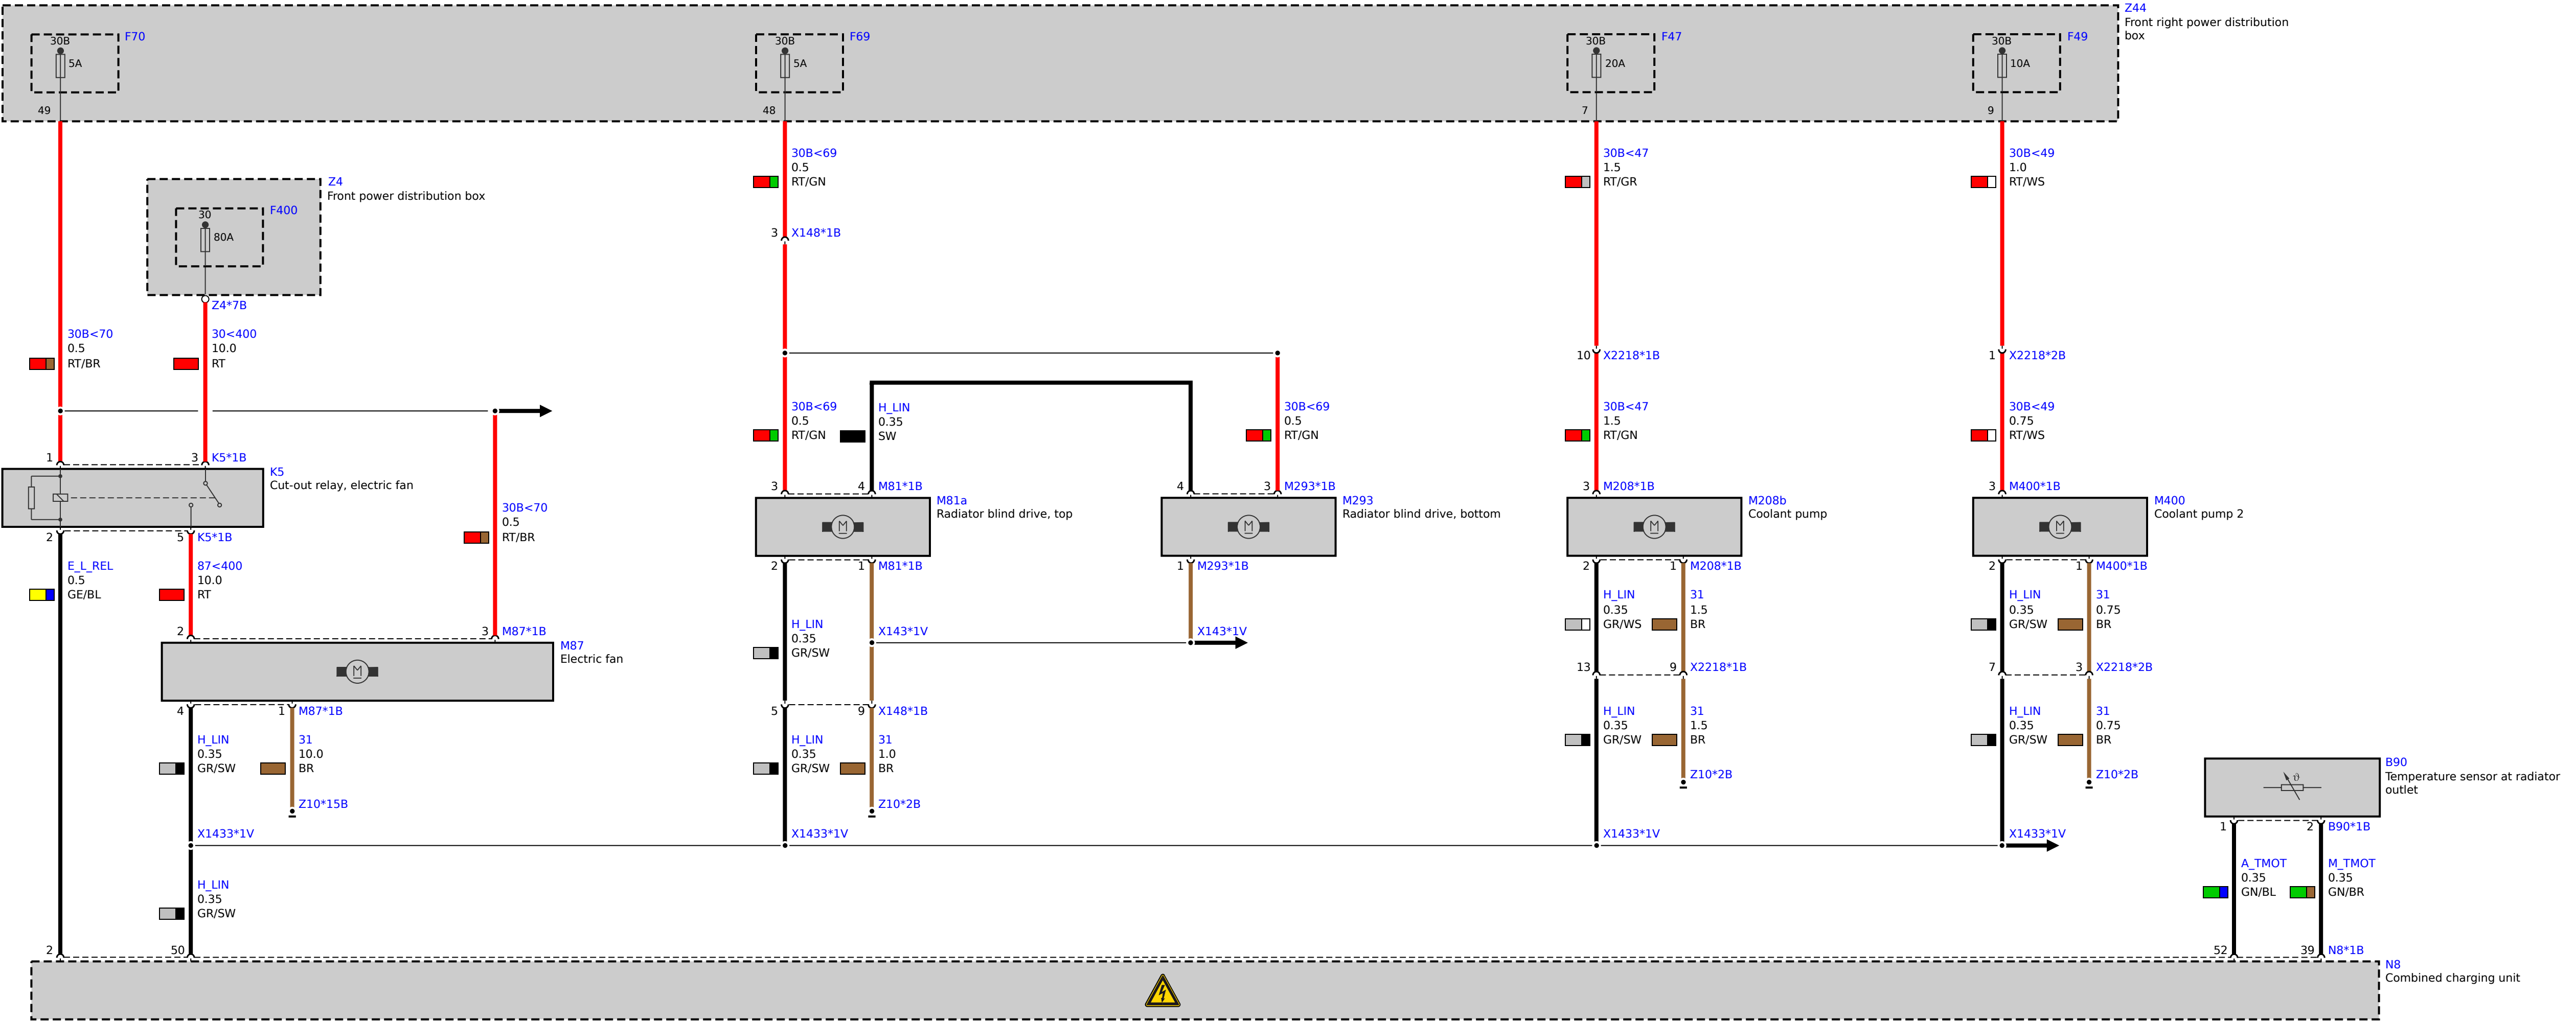 Z44
Front right power distribution
box
30B
F70
5A
49
30B
F69
5A
48
30B
F47
20A
7
30B
F49
10A
9
Z4
Front power distribution box
30
F400
80A
Z4*7B
30B<69
0.5
RT/GN
3
X148*1B
30B<47
1.5
RT/GR
30B<49
1.0
RT/WS
30B<70
0.5
RT/BR
30<400
10.0
RT
10
X2218*1B
1
X2218*2B
30B<69
0.5
RT/GN
H_LIN
0.35
SW
30B<69
0.5
RT/GN
30B<47
1.5
RT/GN
30B<49
0.75
RT/WS
1
3
K5*1B
K5
Cut-out relay, electric fan
2
5
K5*1B
3
4
M81*1B
M81a
Radiator blind drive, top
M
4
3
M293*1B
M293
Radiator blind drive, bottom
M
3
M208*1B
M208b
Coolant pump
M
3
M400*1B
M400
Coolant pump 2
M
30B<70
0.5
RT/BR
E_L_REL
0.5
GE/BL
87<400
10.0
RT
2
3
M87*1B
M87
Electric fan
M
4
1
M87*1B
2
1
M81*1B
1
M293*1B
2
1
M208*1B
2
1
M400*1B
H_LIN
0.35
GR/SW
X143*1V
X143*1V
H_LIN
0.35
GR/WS
31
1.5
BR
H_LIN
0.35
GR/SW
31
0.75
BR
13
9
X2218*1B
7
3
X2218*2B
5
9
X148*1B
H_LIN
0.35
GR/SW
31
10.0
BR
Z10*15B
H_LIN
0.35
GR/SW
31
1.0
BR
Z10*2B
H_LIN
0.35
GR/SW
31
1.5
BR
Z10*2B
H_LIN
0.35
GR/SW
31
0.75
BR
Z10*2B
X1433*1V
X1433*1V
X1433*1V
X1433*1V
B90
Temperature sensor at radiator
outlet
ϑ
1
2
B90*1B
H_LIN
0.35
GR/SW
A_TMOT
0.35
GN/BL
M_TMOT
0.35
GN/BR
2
50
52
39
N8*1B
N8
Combined charging unit